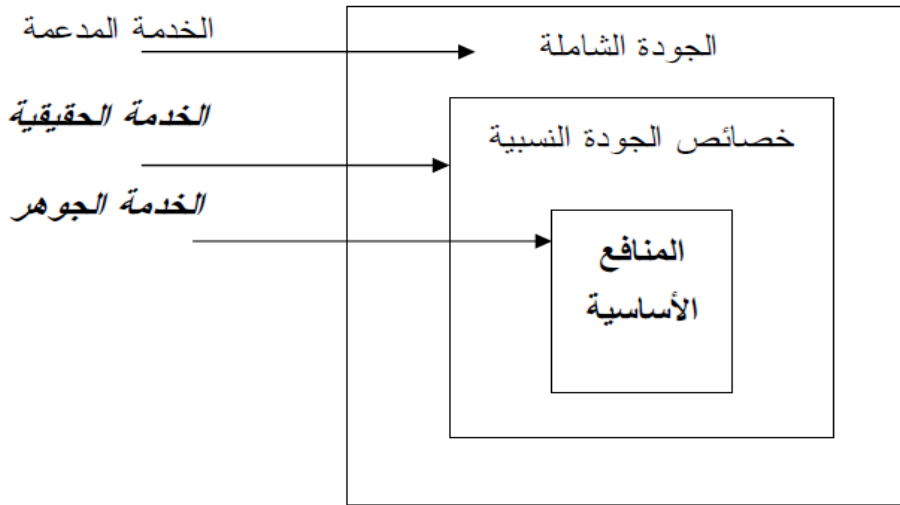 الخدمة المدعمة
الجودة الشاملة
الخدمة الحقيقية
خصائص الجودة النسبية
الخدمة الجوهر
المنافع
الأساسية